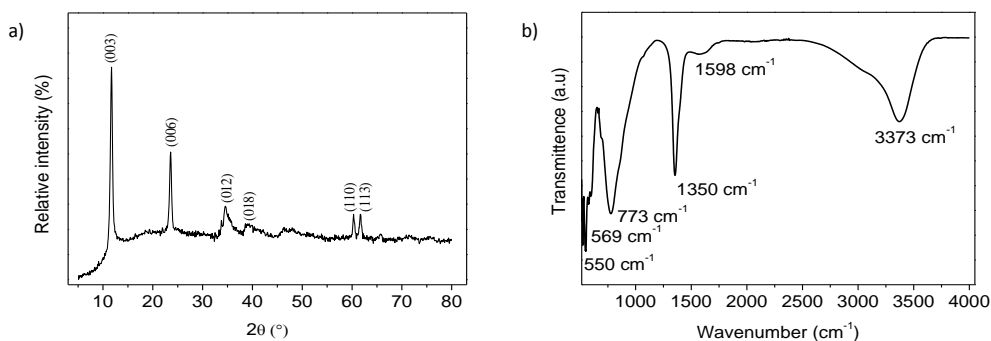 a)
Relative intensity (%)
(003)
(006)
(012)
(018)
(110)
(113)
10 20 30 40 50 60 70 80
2θ (°)
b)
Transmittence (a.u)
1598 cm⁻¹
3373 cm⁻¹
1350 cm⁻¹
773 cm⁻¹
569 cm⁻¹
550 cm⁻¹
1000 1500 2000 2500 3000 3500 4000
Wavenumber (cm⁻¹)